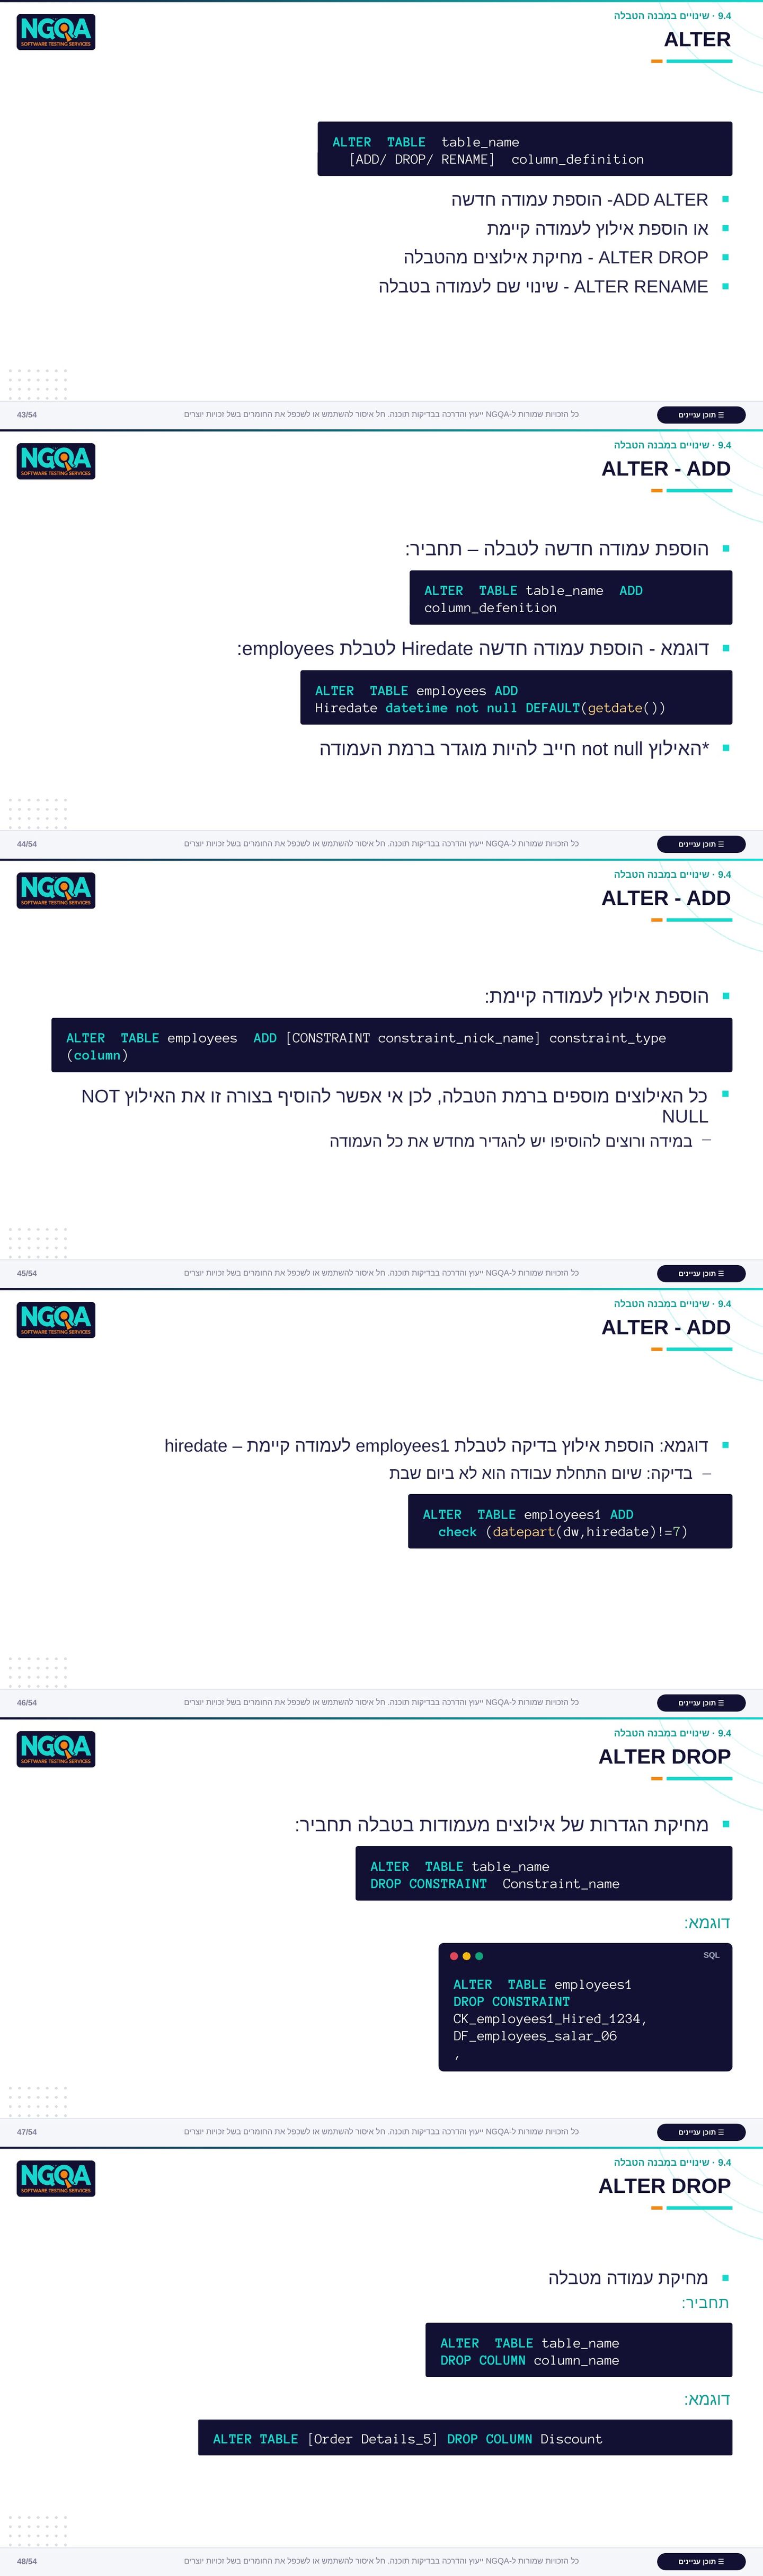 9.4 · שינויים במבנה הטבלה
NGQA
SOFTWARE TESTING SERVICES
ALTER
ALTER  TABLE  table_name
[ADD/ DROP/ RENAME]  column_definition
ADD ALTER- הוספת עמודה חדשה
או הוספת אילוץ לעמודה קיימת
ALTER DROP - מחיקת אילוצים מהטבלה
ALTER RENAME - שינוי שם לעמודה בטבלה
☰ תוכן עניינים
כל הזכויות שמורות ל-NGQA ייעוץ והדרכה בבדיקות תוכנה. חל איסור להשתמש או לשכפל את החומרים בשל זכויות יוצרים
43/54
9.4 · שינויים במבנה הטבלה
NGQA
SOFTWARE TESTING SERVICES
ALTER - ADD
הוספת עמודה חדשה לטבלה – תחביר:
ALTER  TABLE table_name  ADD
column_defenition
דוגמא - הוספת עמודה חדשה Hiredate לטבלת employees:
ALTER  TABLE employees ADD
Hiredate datetime not null DEFAULT(getdate())
*האילוץ not null חייב להיות מוגדר ברמת העמודה
☰ תוכן עניינים
כל הזכויות שמורות ל-NGQA ייעוץ והדרכה בבדיקות תוכנה. חל איסור להשתמש או לשכפל את החומרים בשל זכויות יוצרים
44/54
9.4 · שינויים במבנה הטבלה
NGQA
SOFTWARE TESTING SERVICES
ALTER - ADD
הוספת אילוץ לעמודה קיימת:
ALTER  TABLE employees  ADD [CONSTRAINT constraint_nick_name] constraint_type
(column)
כל האילוצים מוספים ברמת הטבלה, לכן אי אפשר להוסיף בצורה זו את האילוץ NOT
NULL
– במידה ורוצים להוסיפו יש להגדיר מחדש את כל העמודה
☰ תוכן עניינים
כל הזכויות שמורות ל-NGQA ייעוץ והדרכה בבדיקות תוכנה. חל איסור להשתמש או לשכפל את החומרים בשל זכויות יוצרים
45/54
9.4 · שינויים במבנה הטבלה
NGQA
SOFTWARE TESTING SERVICES
ALTER - ADD
דוגמא: הוספת אילוץ בדיקה לטבלת employees1 לעמודה קיימת – hiredate
– בדיקה: שיום התחלת עבודה הוא לא ביום שבת
ALTER  TABLE employees1 ADD
check (datepart(dw,hiredate)!=7)
☰ תוכן עניינים
כל הזכויות שמורות ל-NGQA ייעוץ והדרכה בבדיקות תוכנה. חל איסור להשתמש או לשכפל את החומרים בשל זכויות יוצרים
46/54
9.4 · שינויים במבנה הטבלה
NGQA
SOFTWARE TESTING SERVICES
ALTER DROP
מחיקת הגדרות של אילוצים מעמודות בטבלה תחביר:
ALTER  TABLE table_name
DROP CONSTRAINT  Constraint_name
דוגמא:
SQL
ALTER  TABLE employees1
DROP CONSTRAINT
CK_employees1_Hired_1234,
DF_employees_salar_06
,
☰ תוכן עניינים
כל הזכויות שמורות ל-NGQA ייעוץ והדרכה בבדיקות תוכנה. חל איסור להשתמש או לשכפל את החומרים בשל זכויות יוצרים
47/54
9.4 · שינויים במבנה הטבלה
NGQA
SOFTWARE TESTING SERVICES
ALTER DROP
מחיקת עמודה מטבלה
תחביר:
ALTER  TABLE table_name
DROP COLUMN column_name
דוגמא:
ALTER TABLE [Order Details_5] DROP COLUMN Discount
☰ תוכן עניינים
כל הזכויות שמורות ל-NGQA ייעוץ והדרכה בבדיקות תוכנה. חל איסור להשתמש או לשכפל את החומרים בשל זכויות יוצרים
48/54